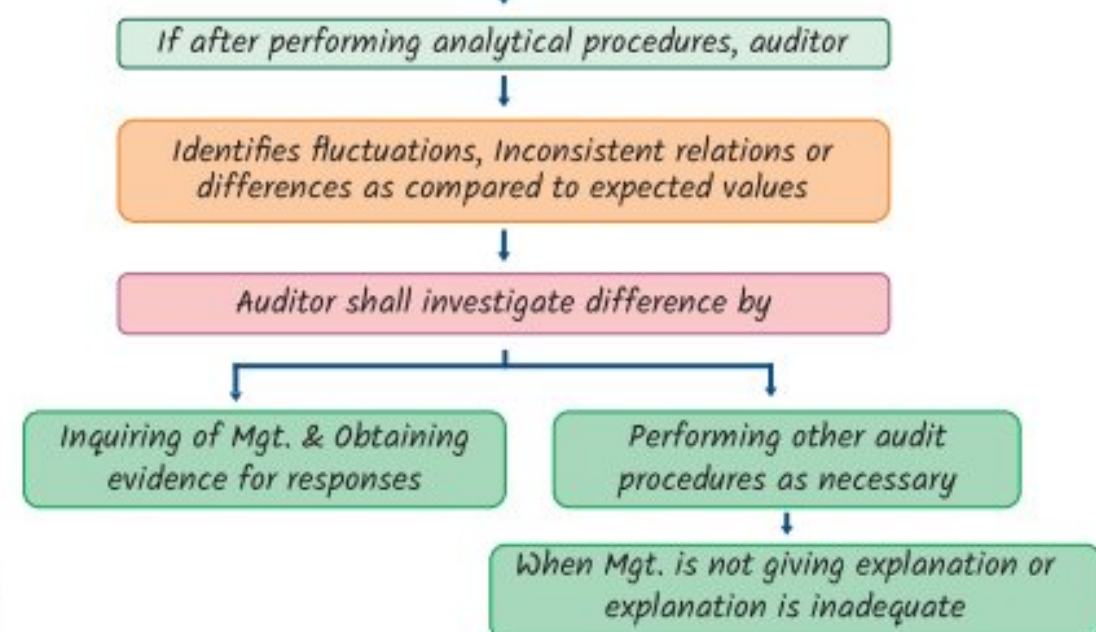 If after performing analytical procedures, auditor
Identifies fluctuations, Inconsistent relations or
differences as compared to expected values
Auditor shall investigate difference by
Inquiring of Mgt. & Obtaining
evidence for responses
Performing other audit
procedures as necessary
When Mgt. is not giving explanation or
explanation is inadequate